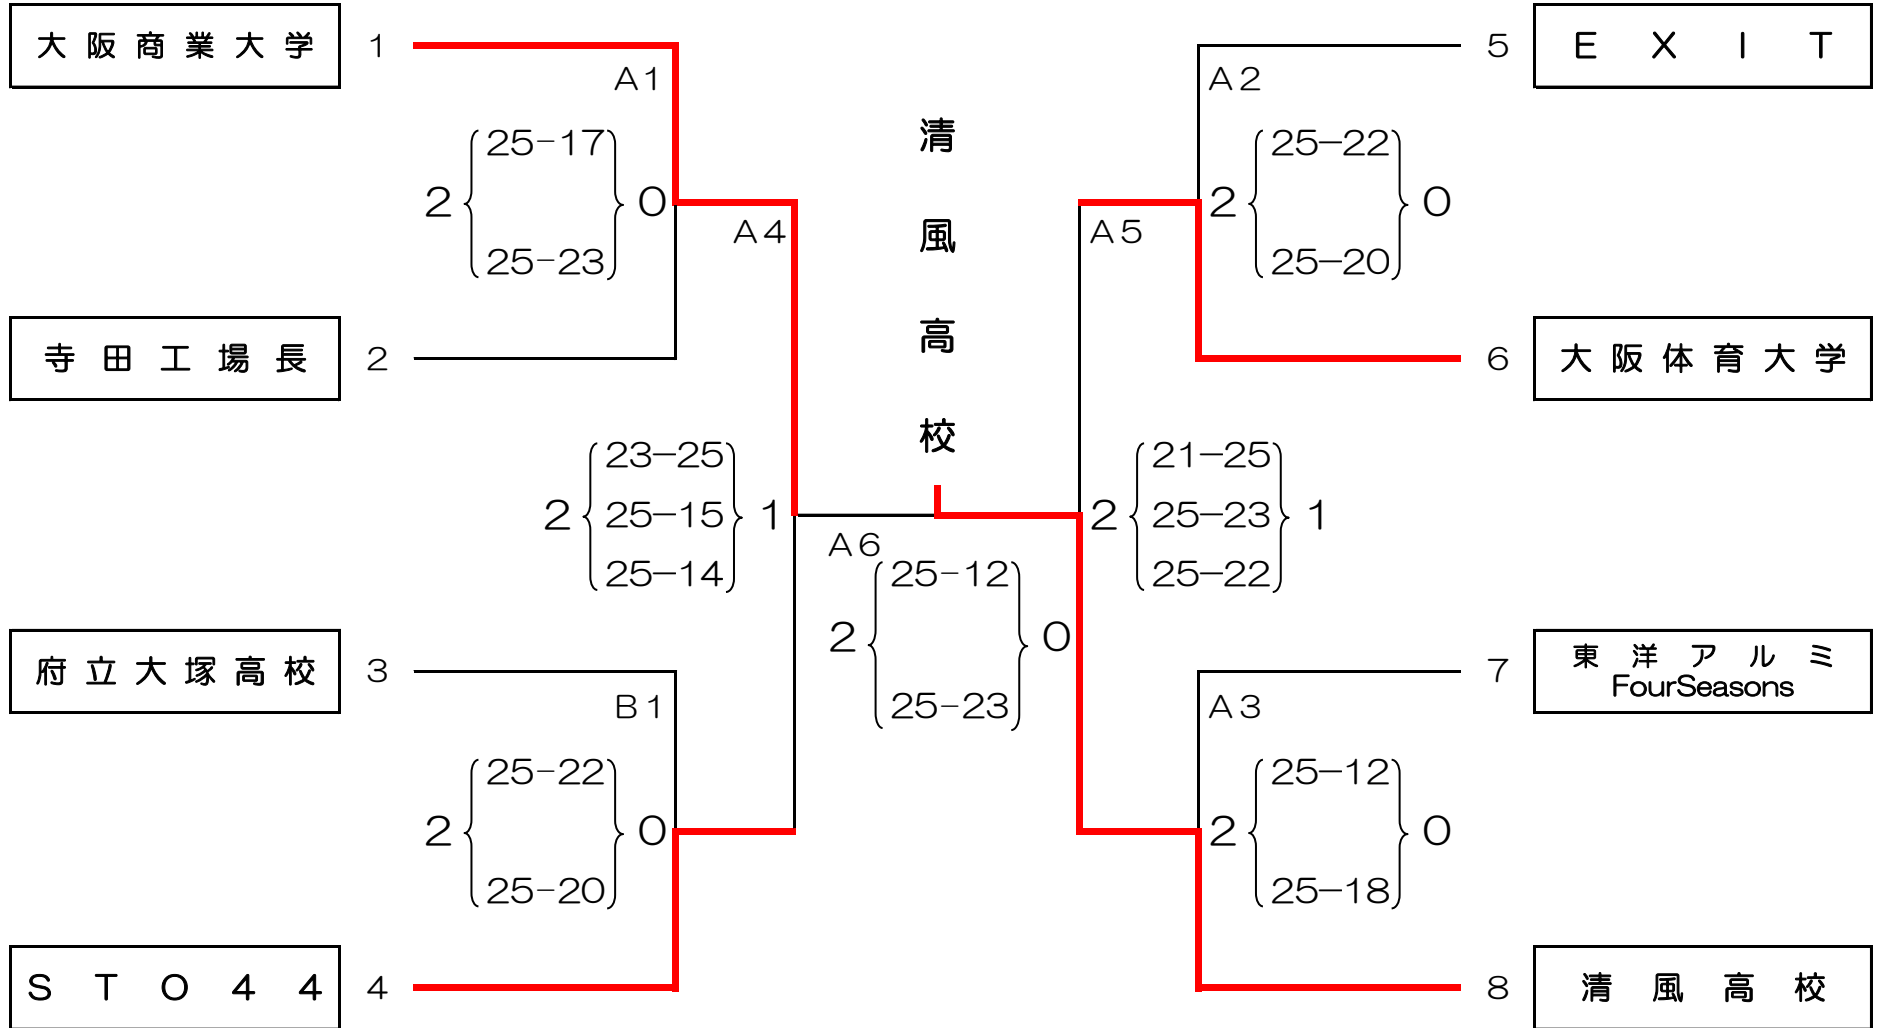 大阪商業大学
1
A1
25-17
2
0
25-23
A4
寺田工場長
2
23-25
2
25-15
1
25-14
府立大塚高校
3
B1
25-22
2
0
25-20
STO44
4
清風高校
A6
25-12
2
0
25-23
5
EXIT
A2
25-22
2
0
25-20
A5
6
大阪体育大学
21-25
2
25-23
1
25-22
7
東洋アルミ
FourSeasons
A3
25-12
2
0
25-18
8
清風高校